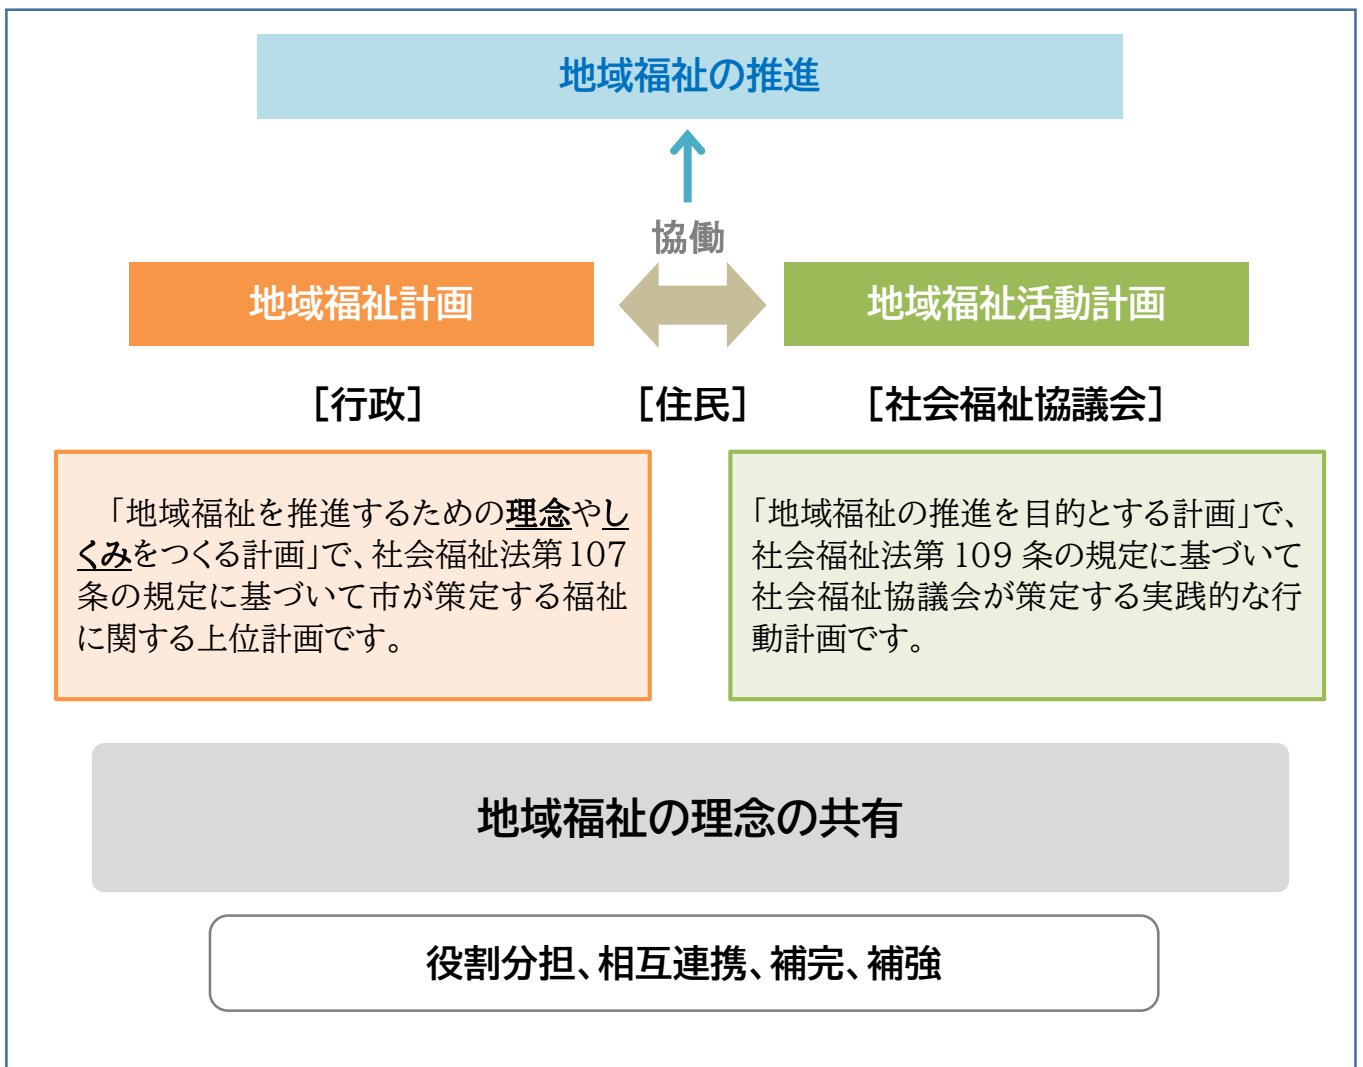 地域福祉の推進
協働
地域福祉計画
地域福祉活動計画
[行政]
[住民]
[社会福祉協議会]
「地域福祉を推進するための理念やし
くみをつくる計画」で、社会福祉法第107
条の規定に基づいて市が策定する福祉
に関する上位計画です。
「地域福祉の推進を目的とする計画」で、
社会福祉法第 109 条の規定に基づいて
社会福祉協議会が策定する実践的な行
動計画です。
地域福祉の理念の共有
役割分担、相互連携、補完、補強